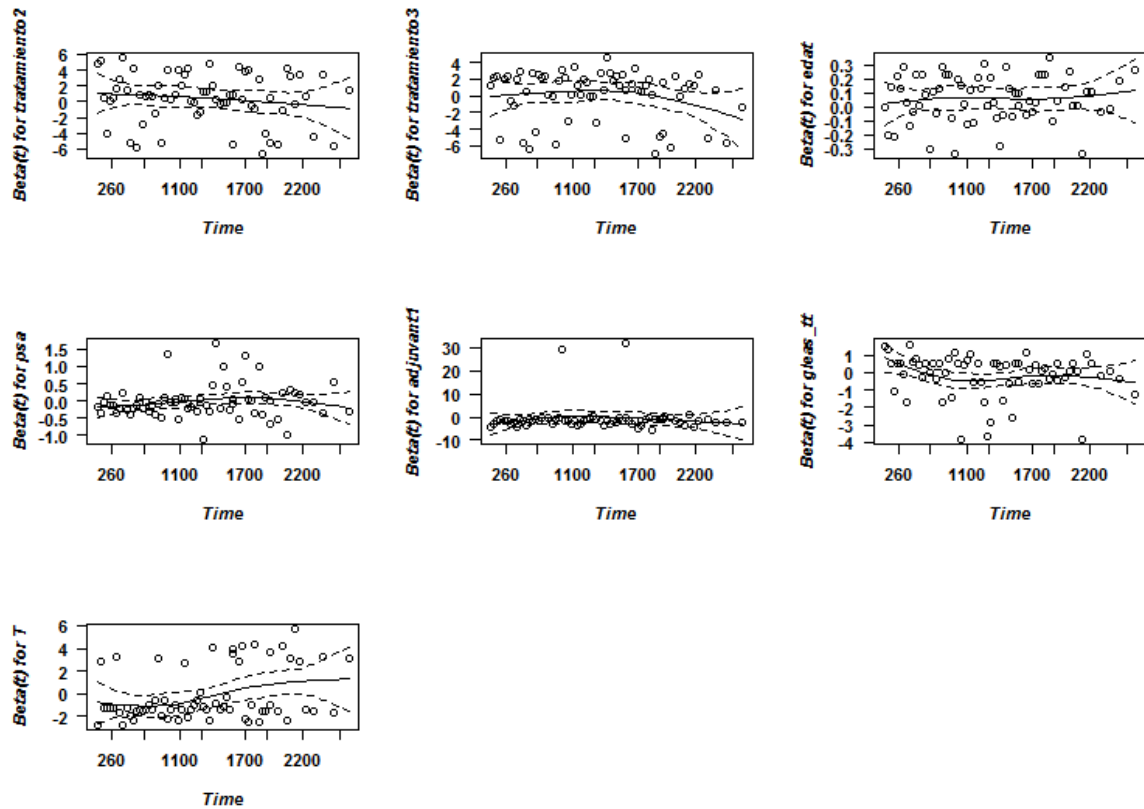 Beta(t) for tratamiento2
6
4
2
0
-2
-4
-6
260 1100 1700 2200
Time
Beta(t) for tratamiento3
4
2
0
-2
-4
-6
260 1100 1700 2200
Time
Beta(t) for edat
0.3
0.2
0.1
0.0
-0.1
-0.2
-0.3
260 1100 1700 2200
Time
Beta(t) for psa
1.5
1.0
0.5
0.0
-0.5
-1.0
260 1100 1700 2200
Time
Beta(t) for adjuvant1
30
20
10
0
-10
260 1100 1700 2200
Time
Beta(t) for gleas_tt
1
0
-1
-2
-3
-4
260 1100 1700 2200
Time
Beta(t) for T
6
4
2
0
-2
260 1100 1700 2200
Time